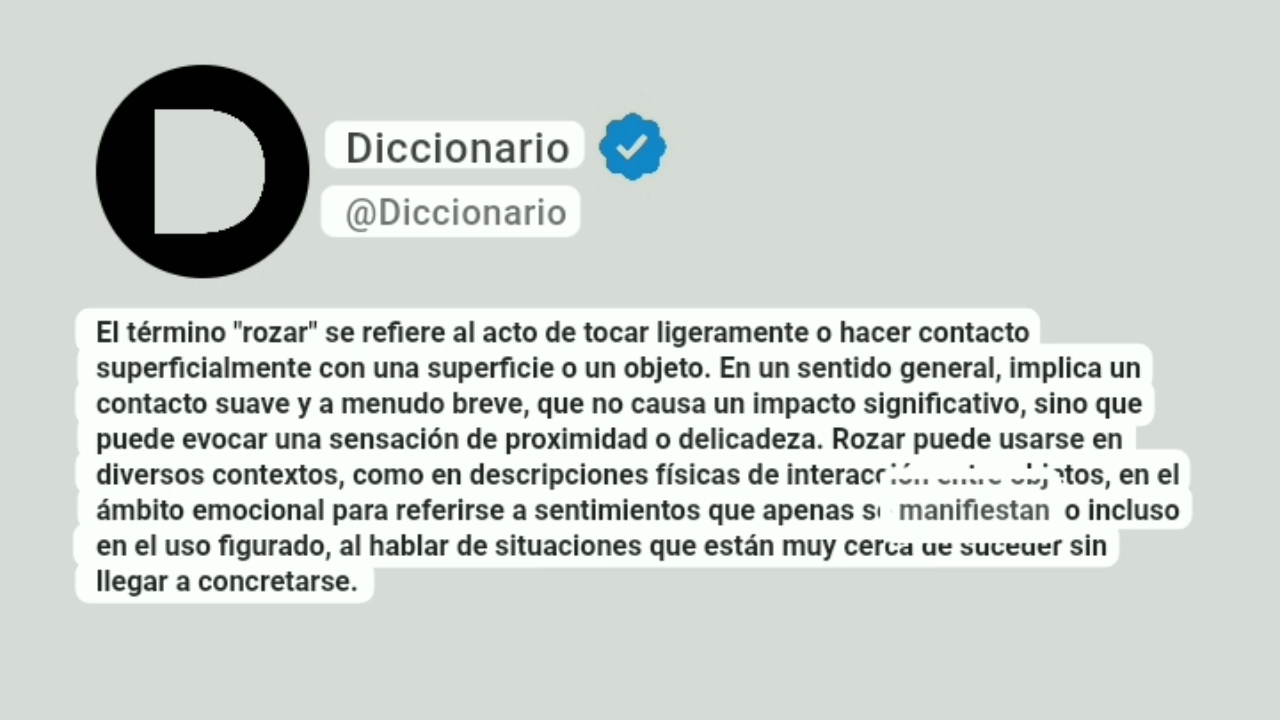 D
Diccionario
@Diccionario
El término "rozar" se refiere al acto de tocar ligeramente o hacer contacto
superficialmente con una superficie o un objeto. En un sentido general, implica un
contacto suave y a menudo breve, que no causa un impacto significativo, sino que
puede evocar una sensación de proximidad o delicadeza. Rozar puede usarse en
diversos contextos, como en descripciones físicas de interacción entre objetos, en el
ámbito emocional para referirse a sentimientos que apenas se manifiestan o incluso
en el uso figurado, al hablar de situaciones que están muy cerca de suceder sin
llegar a concretarse.